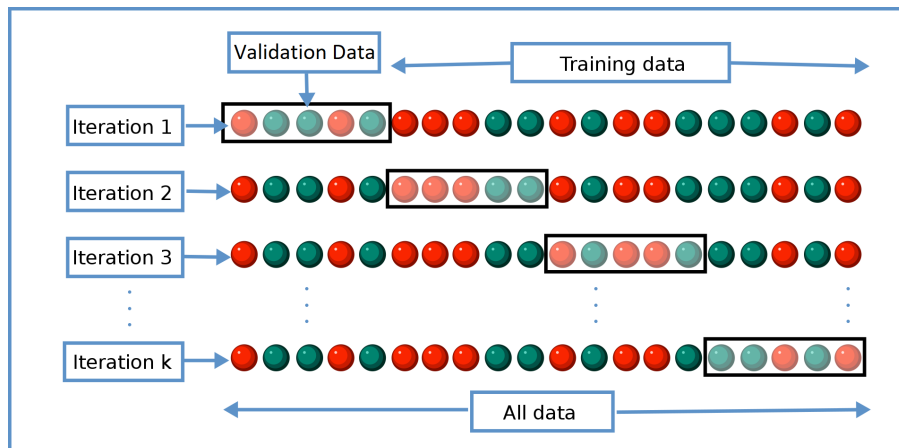 Validation Data
Training data
Iteration 1
Iteration 2
Iteration 3
Iteration k
All data